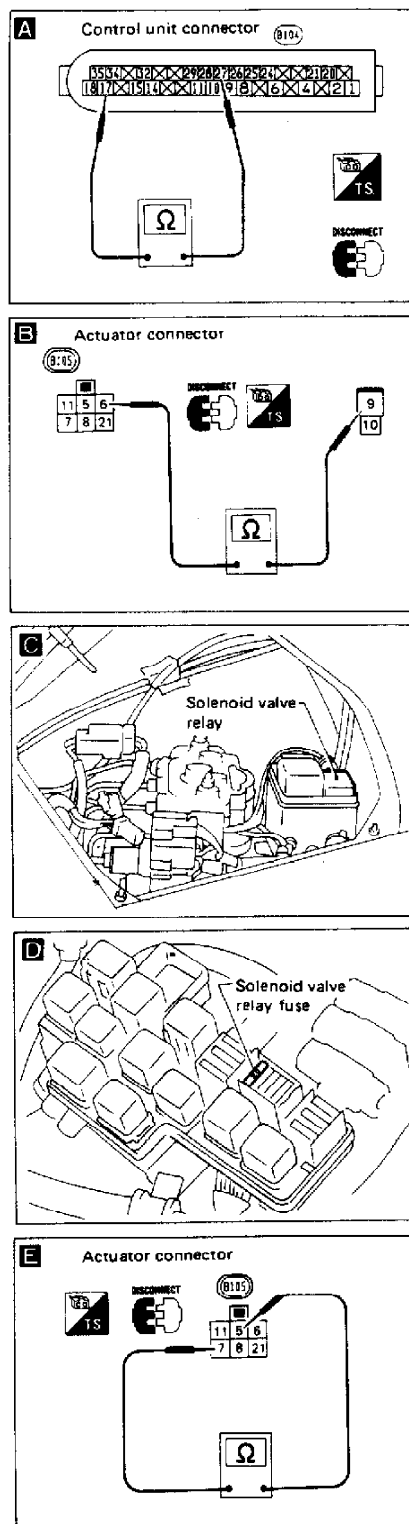 A
Control unit connector
B104
35 34 32 29 28 27 26 25 24 21 20
18 17 15 14 11 10 9 8 6 4 2 1
Ω
TS
DISCONNECT
B
Actuator connector
B105
DISCONNECT
TS
11 5 6
7 8 21
9
10
Ω
C
Solenoid valve
relay
D
Solenoid valve
relay fuse
E
Actuator connector
TS
DISCONNECT
B105
11 5 6
7 8 21
Ω